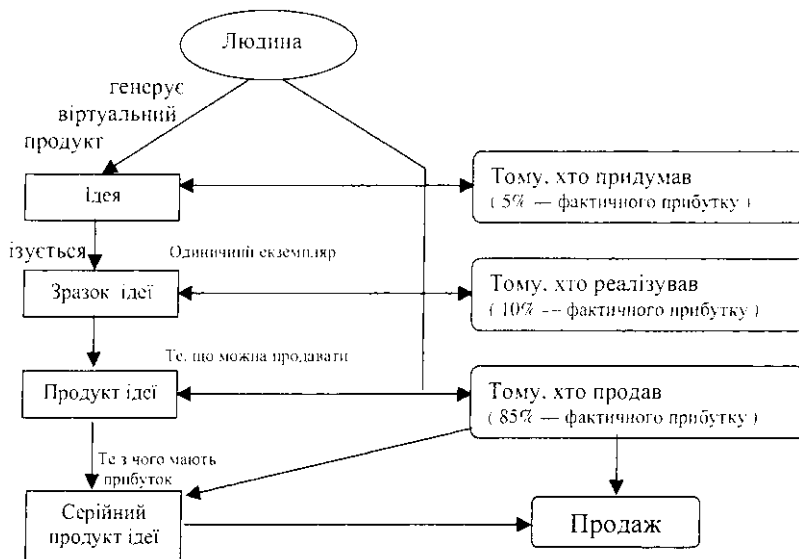 Людина
генерує
віртуальний
продукт
Ідея
Тому, хто придумав
( 5% — фактичного прибутку )
ізується
Одиничний екземпляр
Зразок ідеї
Тому, хто реалізував
( 10% — фактичного прибутку )
Те, що можна продавати
Продукт ідеї
Тому, хто продав
( 85% — фактичного прибутку )
Те з чого мають
прибуток
Серійний
продукт ідеї
Продаж